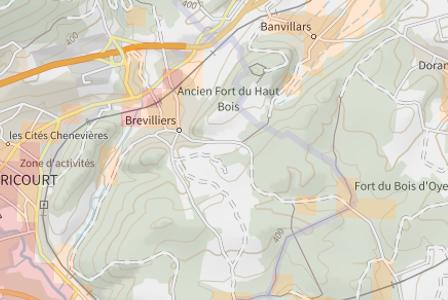 400
Banvillars
400
Doran
Ancien Fort du Haut
Bois
Brevilliers
les Cités Chenevières
Zone d'activités
RICOURT
Fort du Bois d'Oye
400